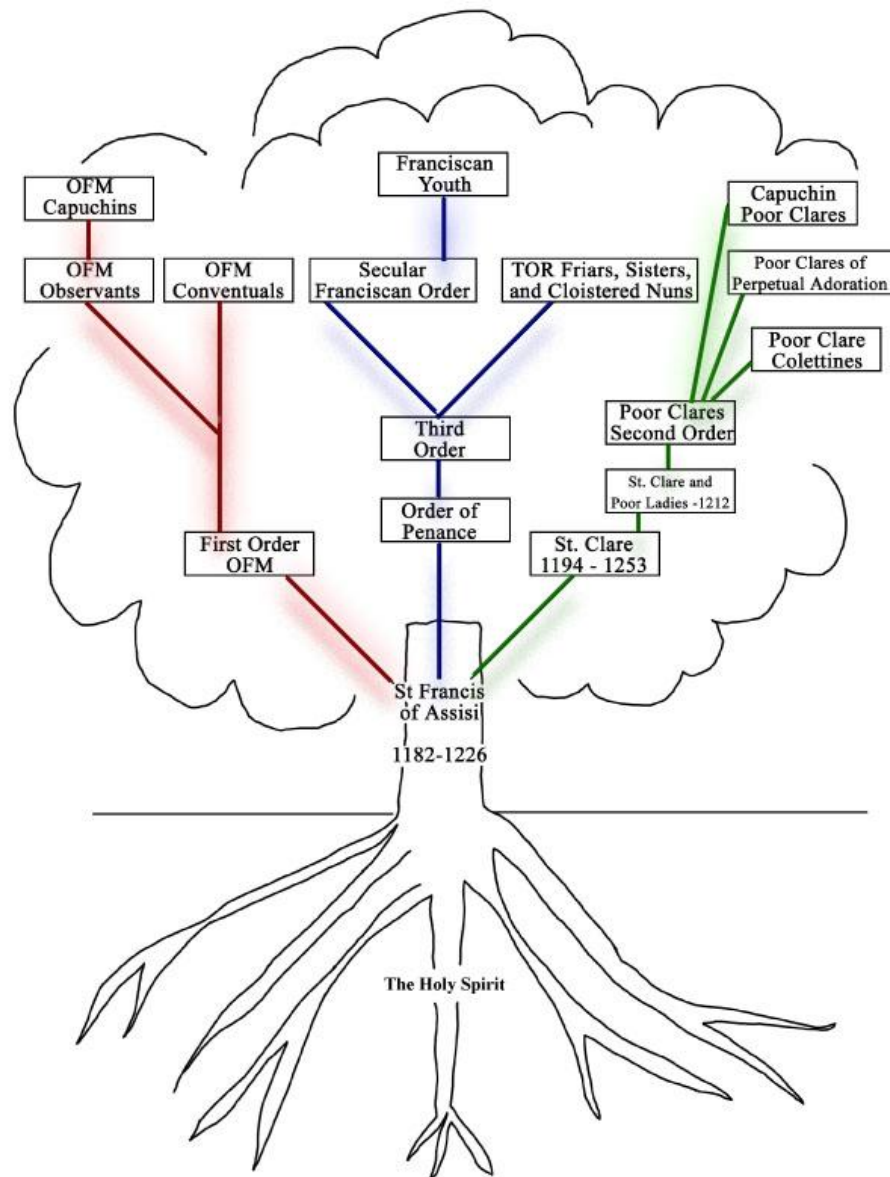 Franciscan
Youth
OFM
Capuchins
Capuchin
Poor Clares
OFM
Observants
OFM
Conventuals
Secular
Franciscan Order
TOR Friars, Sisters,
and Cloistered Nuns
Poor Clares of
Perpetual Adoration
Poor Clare
Colettines
Third
Order
Poor Clares
Second Order
St. Clare and
Poor Ladies -1212
Order of
Penance
First Order
OFM
St. Clare
1194 - 1253
St Francis
of Assisi
1182-1226
The Holy Spirit